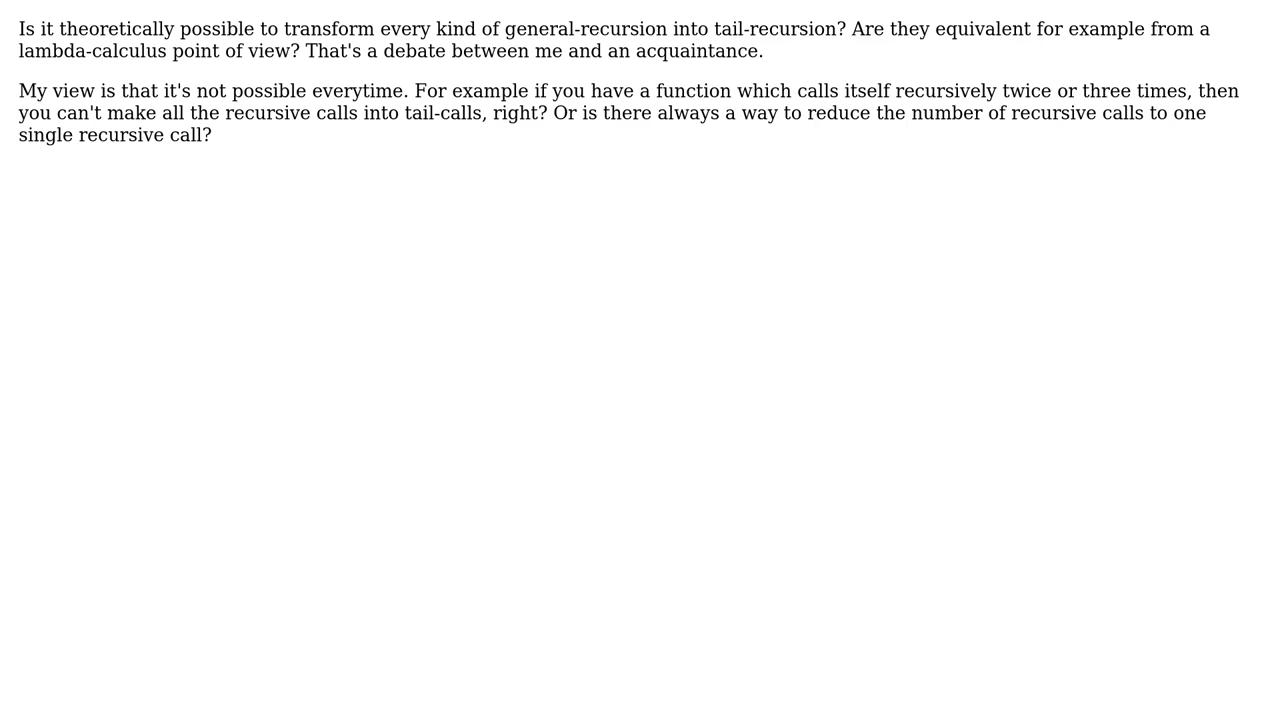 Is it theoretically possible to transform every kind of general-recursion into tail-recursion? Are they equivalent for example from a
lambda-calculus point of view? That's a debate between me and an acquaintance.
My view is that it's not possible everytime. For example if you have a function which calls itself recursively twice or three times, then
you can't make all the recursive calls into tail-calls, right? Or is there always a way to reduce the number of recursive calls to one
single recursive call?